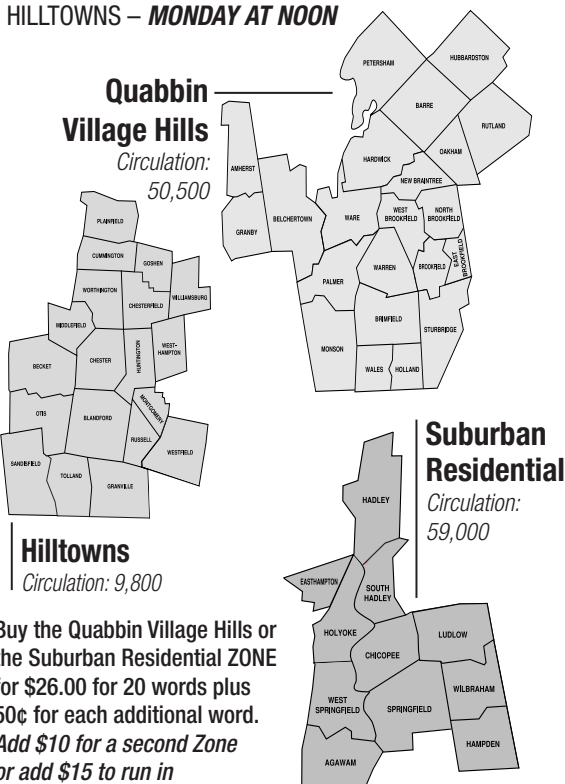 HILLTOWNS – MONDAY AT NOON
Quabbin
Village Hills
Circulation:
50,500
PETERSHAM
HUBBARDSTON
BARRE
RUTLAND
HARDWICK
OAKHAM
NEW BRAINTREE
AMHERST
GRANBY
BELCHERTOWN
WARE
WEST
BROOKFIELD
NORTH
BROOKFIELD
PALMER
WARREN
BROOKFIELD
EAST
BROOKFIELD
BRIMFIELD
STURBRIDGE
MONSON
WALES
HOLLAND
PLAINFIELD
CUMMINGTON
GOSHEN
WORTHINGTON
CHESTERFIELD
WILLIAMSBURG
MIDDLEFIELD
BECKET
CHESTER
HUNTINGTON
WEST-
HAMPTON
OTIS
BLANDFORD
MONTGOMERY
RUSSELL
WESTFIELD
SANDISFIELD
TOLLAND
GRANVILLE
Hilltowns
Circulation: 9,800
Suburban
Residential
Circulation:
59,000
HADLEY
EASTHAMPTON
SOUTH
HADLEY
HOLYOKE
LUDLOW
CHICOPEE
WEST
SPRINGFIELD
SPRINGFIELD
WILBRAHAM
AGAWAM
HAMPDEN
Buy the Quabbin Village Hills or
the Suburban Residential ZONE
for $26.00 for 20 words plus
50¢ for each additional word.
Add $10 for a second Zone
or add $15 to run in